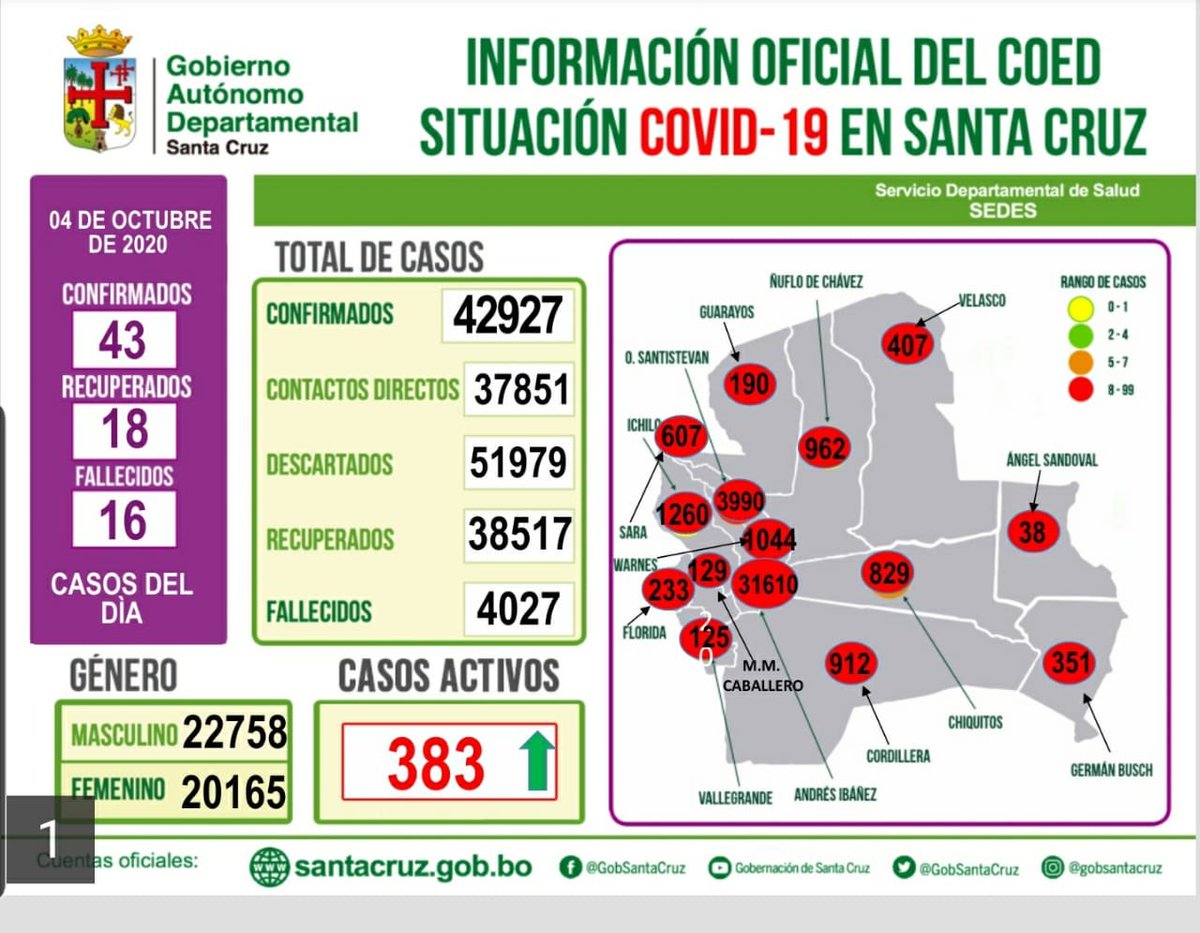 Gobierno
Autónomo
Departamental
Santa Cruz
INFORMACIÓN OFICIAL DEL COED
SITUACIÓN COVID-19 EN SANTA CRUZ
Servicio Departamental de Salud
SEDES
04 DE OCTUBRE
DE 2020
CONFIRMADOS
43
RECUPERADOS
18
FALLECIDOS
16
CASOS DEL
DÌA
TOTAL DE CASOS
CONFIRMADOS 42927
CONTACTOS DIRECTOS 37851
DESCARTADOS 51979
RECUPERADOS 38517
FALLECIDOS 4027
GÉNERO
MASCULINO 22758
FEMENINO 20165
CASOS ACTIVOS
383
ÑUFLO DE CHÁVEZ
GUARAYOS
VELASCO
RANGO DE CASOS
0 - 1
2 - 4
5 - 7
8 - 99
407
O. SANTISTEVAN
190
ICHILO
607
962
ÁNGEL SANDOVAL
3990
1260
38
SARA
1044
WARNES
129
31610
829
233
FLORIDA
125
20
M.M.
CABALLERO
912
351
CHIQUITOS
CORDILLERA
GERMÁN BUSCH
VALLEGRANDE
ANDRÉS IBÁÑEZ
1
Cuentas oficiales:
santacruz.gob.bo
@GobSantaCruz
Gobernación de Santa Cruz
@GobSantaCruz
@gobsantacruz